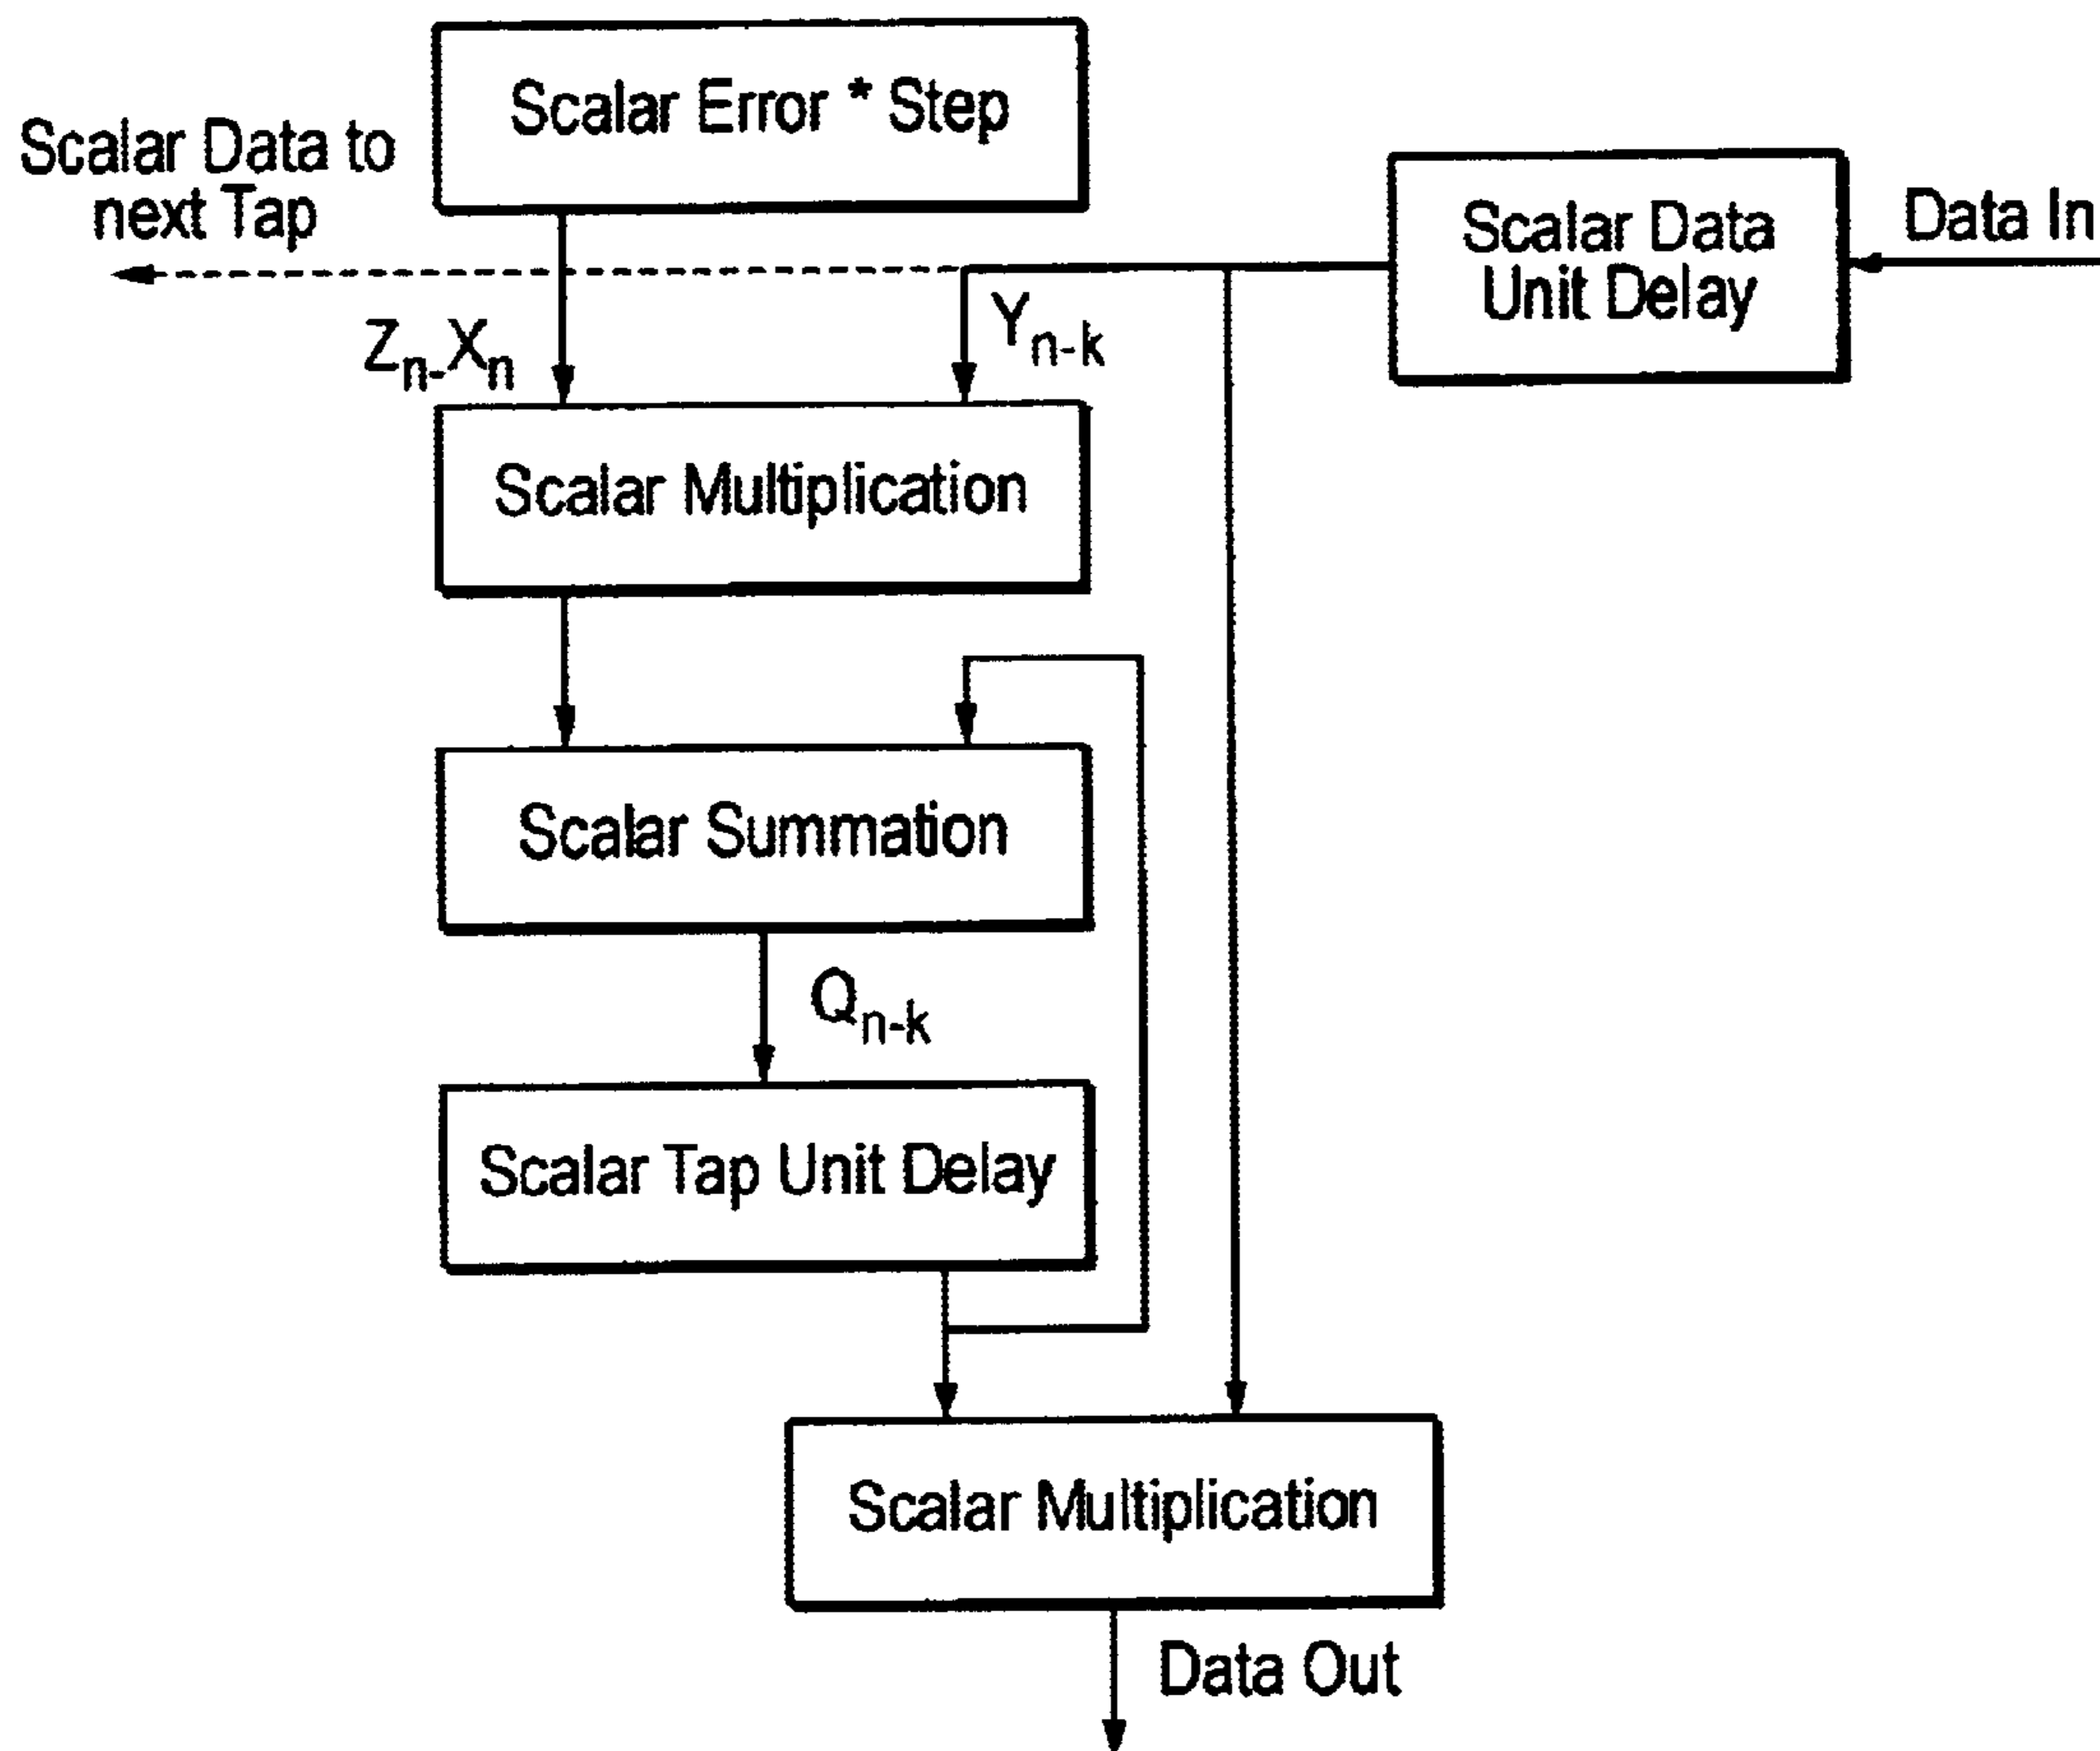 Scalar Error * Step
Scalar Data to
next Tap
Scalar Data
Unit Delay
Data In
Zn-Xn
Yn-k
Scalar Multiplication
Scalar Summation
Qn-k
Scalar Tap Unit Delay
Scalar Multiplication
Data Out